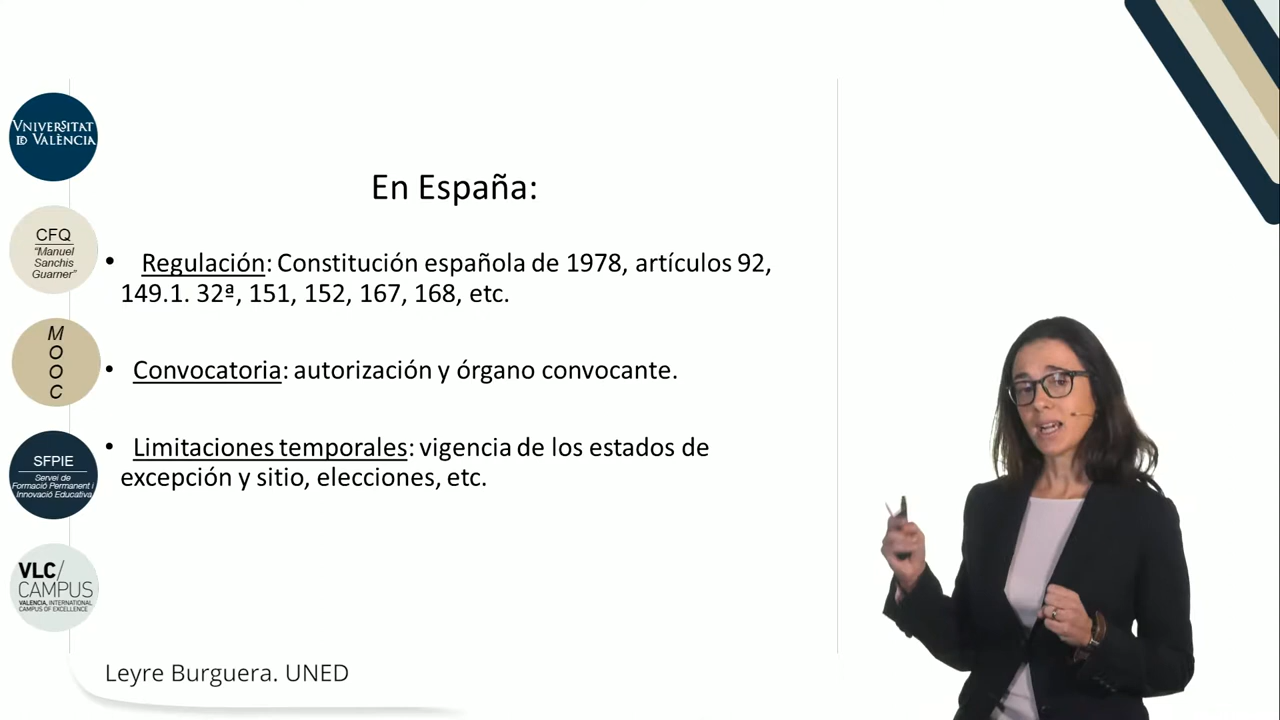 VNIVERSITAT
ID VALÈNCIA
CFQ
"Manuel
Sanchis
Guarner"
M
O
O
C
SFPIE
Servei de
Formació Permanent i
Innovació Educativa
VLC/
CAMPUS
VALENCIA, INTERNATIONAL
CAMPUS OF EXCELLENCE
En España:
• Regulación: Constitución española de 1978, artículos 92,
149.1. 32ª, 151, 152, 167, 168, etc.
• Convocatoria: autorización y órgano convocante.
• Limitaciones temporales: vigencia de los estados de
excepción y sitio, elecciones, etc.
Leyre Burguera. UNED